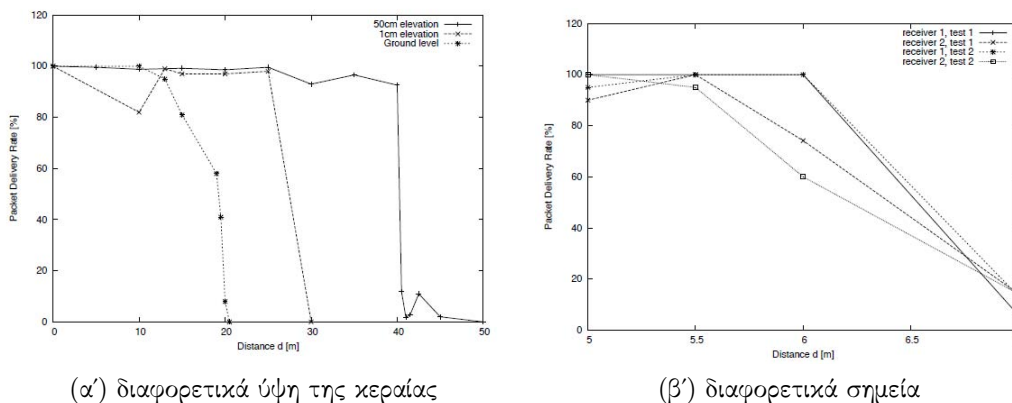 120
100
80
60
40
20
0
Packet Delivery Rate [%]
50cm elevation
1cm elevation
Ground level
0 10 20 30 40 50
Distance d [m]
(α΄) διαφορετικά ύψη της κεραίας
120
100
80
60
40
20
0
Packet Delivery Rate [%]
receiver 1, test 1
receiver 2, test 1
receiver 1, test 2
receiver 2, test 2
5 5.5 6 6.5
Distance d [m]
(β΄) διαφορετικά σημεία